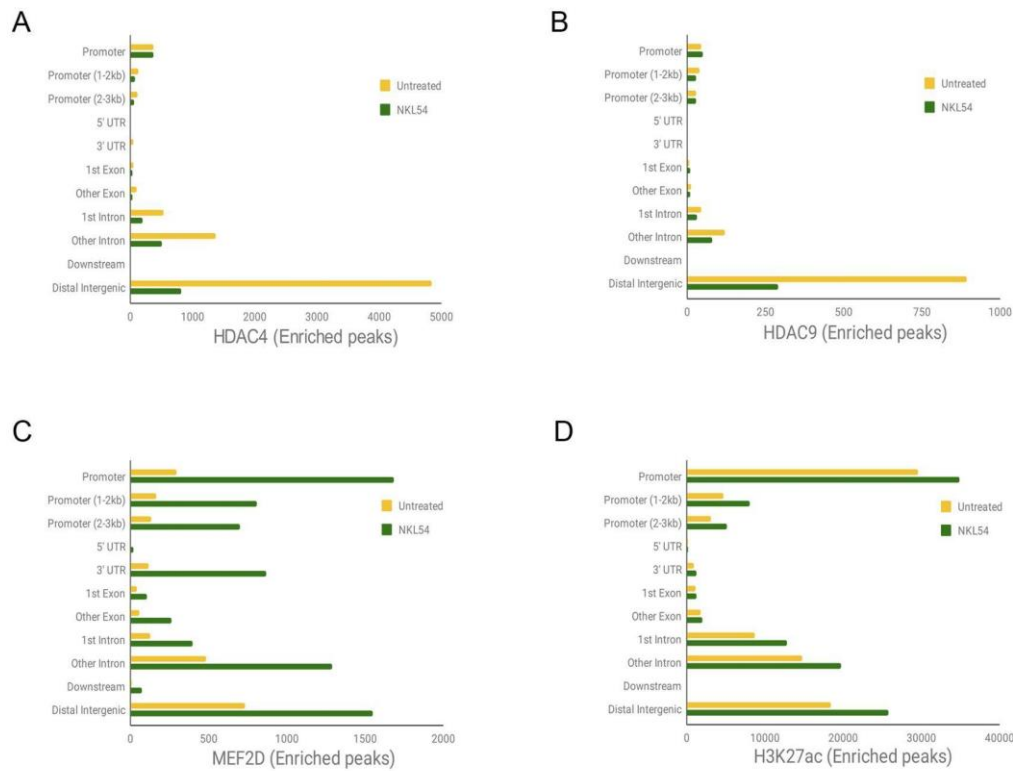 A
Promoter
Promoter (1-2kb)
Promoter (2-3kb)
5' UTR
3' UTR
1st Exon
Other Exon
1st Intron
Other Intron
Downstream
Distal Intergenic
Untreated
NKL54
0 1000 2000 3000 4000 5000
HDAC4 (Enriched peaks)
B
Promoter
Promoter (1-2kb)
Promoter (2-3kb)
5' UTR
3' UTR
1st Exon
Other Exon
1st Intron
Other Intron
Downstream
Distal Intergenic
Untreated
NKL54
0 250 500 750 1000
HDAC9 (Enriched peaks)
C
Promoter
Promoter (1-2kb)
Promoter (2-3kb)
5' UTR
3' UTR
1st Exon
Other Exon
1st Intron
Other Intron
Downstream
Distal Intergenic
Untreated
NKL54
0 500 1000 1500 2000
MEF2D (Enriched peaks)
D
Promoter
Promoter (1-2kb)
Promoter (2-3kb)
5' UTR
3' UTR
1st Exon
Other Exon
1st Intron
Other Intron
Downstream
Distal Intergenic
Untreated
NKL54
0 10000 20000 30000 40000
H3K27ac (Enriched peaks)